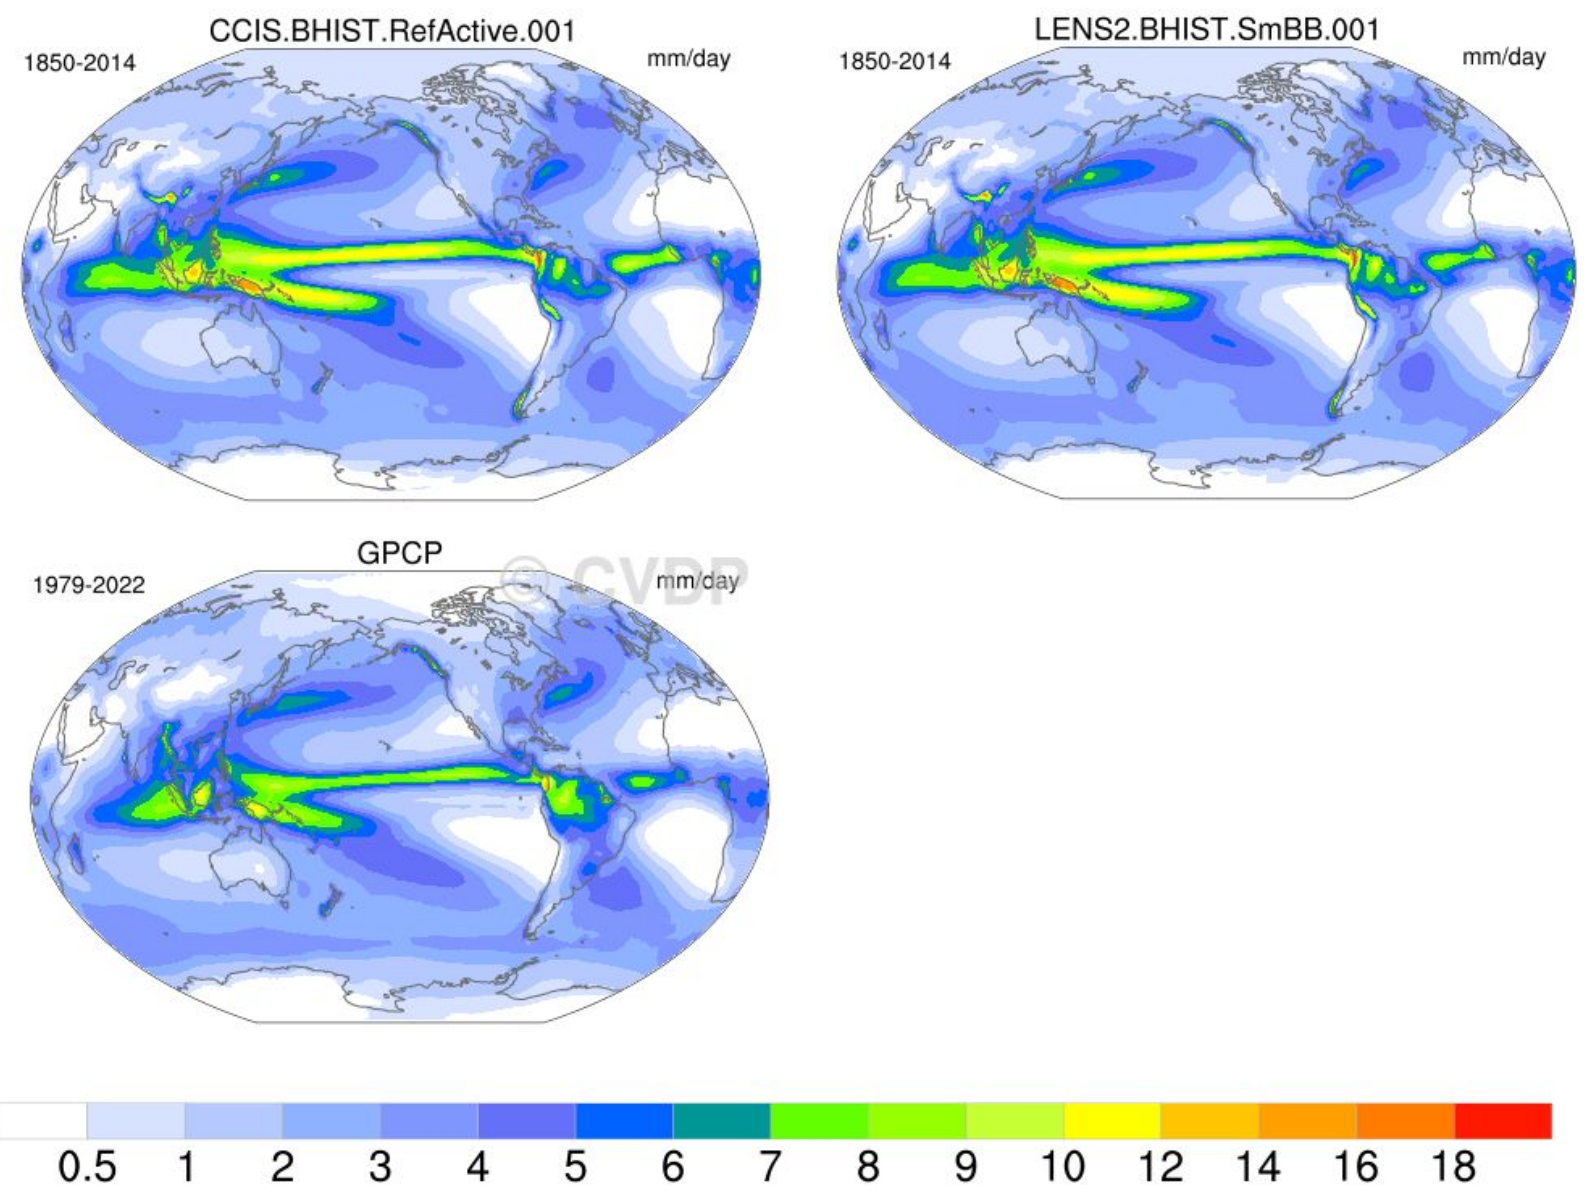 CCIS.BHIST.RefActive.001
1850-2014
mm/day
LENS2.BHIST.SmBB.001
1850-2014
mm/day
GPCP
1979-2022
mm/day
© CVDP
0.5 1 2 3 4 5 6 7 8 9 10 12 14 16 18